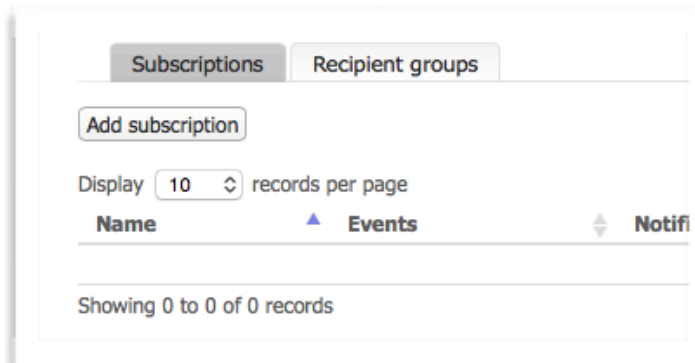 Subscriptions Recipient groups
Add subscription
Display 10 records per page
Name Events Notifi
Showing 0 to 0 of 0 records